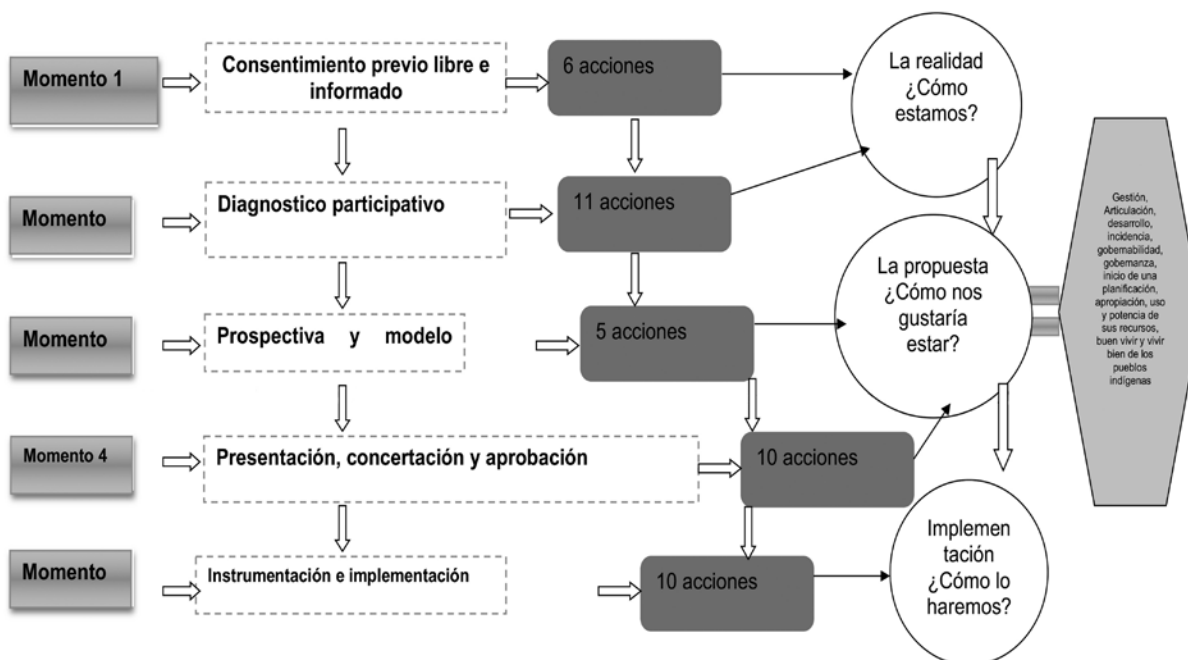 Momento 1
Consentimiento previo libre e
informado
6 acciones
La realidad
¿Cómo
estamos?
Momento
Diagnostico participativo
11 acciones
Momento
Prospectiva y modelo
5 acciones
La propuesta
¿Cómo nos
gustaría
estar?
Gestión,
Articulación,
desarrollo,
incidencia,
gobernabilidad,
gobernanza,
inicio de una
planificación,
apropiación, uso
y potencia de
sus recursos,
buen vivir y vivir
bien de los
pueblos
indígenas
Momento 4
Presentación, concertación y aprobación
10 acciones
Momento
Instrumentación e implementación
10 acciones
Implemen
tación
¿Cómo lo
haremos?